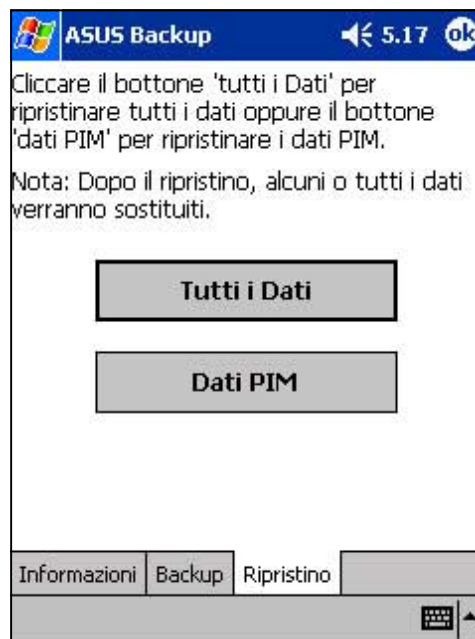 ASUS Backup 5.17 ok
Cliccare il bottone 'tutti i Dati' per
ripristinare tutti i dati oppure il bottone
'dati PIM' per ripristinare i dati PIM.
Nota: Dopo il ripristino, alcuni o tutti i dati
verranno sostituiti.
Tutti i Dati
Dati PIM
Informazioni Backup Ripristino